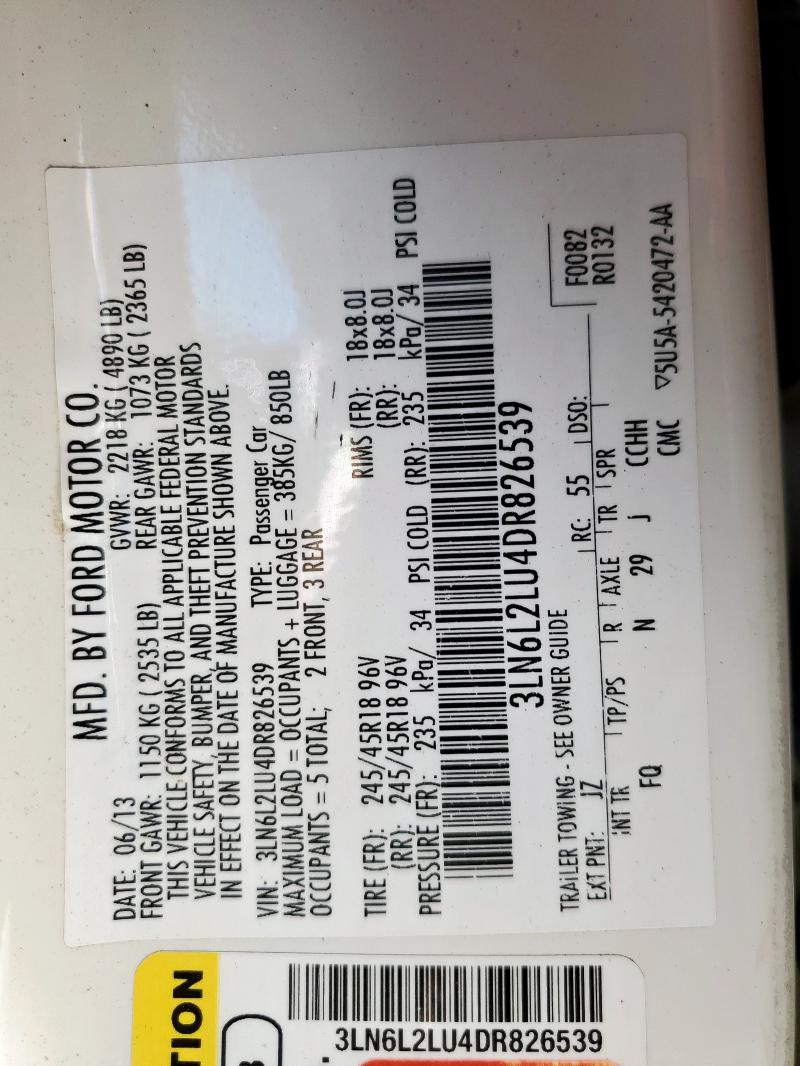 MFD. BY FORD MOTOR CO.
DATE: 06/13 GVWR: 2218 KG ( 4890 LB)
FRONT GAWR: 1150 KG ( 2535 LB) REAR GAWR: 1073 KG ( 2365 LB)
THIS VEHICLE CONFORMS TO ALL APPLICABLE FEDERAL MOTOR
VEHICLE SAFETY, BUMPER, AND THEFT PREVENTION STANDARDS
IN EFFECT ON THE DATE OF MANUFACTURE SHOWN ABOVE.
VIN: 3LN6L2LU4DR826539 TYPE: Passenger Car
MAXIMUM LOAD = OCCUPANTS + LUGGAGE = 385KG/ 850LB
OCCUPANTS = 5 TOTAL; 2 FRONT, 3 REAR
TIRE (FR): 245/45R18 96V RIMS (FR): 18x8.0J
(RR): 245/45R18 96V (RR): 18x8.0J
PRESSURE (FR): 235 kPa/ 34 PSI COLD (RR): 235 kPa/ 34 PSI COLD
3LN6L2LU4DR826539
TRAILER TOWING - SEE OWNER GUIDE
F0082
EXT PNT: JZ RC: 55 DSO: R0132
INT TR TP/PS R AXLE TR SPR
FQ N 29 J CCHH
CMC ▽5U5A-5420472-AA
TION
3LN6L2LU4DR826539